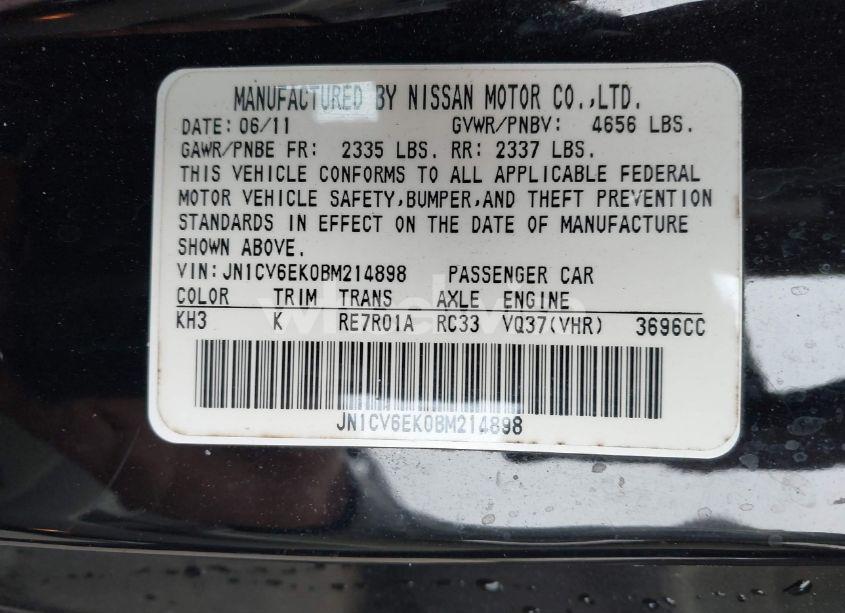 MANUFACTURED BY NISSAN MOTOR CO.,LTD.
DATE: 06/11 GVWR/PNBV: 4656 LBS.
GAWR/PNBE FR: 2335 LBS. RR: 2337 LBS.
THIS VEHICLE CONFORMS TO ALL APPLICABLE FEDERAL
MOTOR VEHICLE SAFETY,BUMPER,AND THEFT PREVENTION
STANDARDS IN EFFECT ON THE DATE OF MANUFACTURE
SHOWN ABOVE.
VIN: JN1CV6EK0BM214898 PASSENGER CAR
COLOR TRIM TRANS AXLE ENGINE
KH3 K RE7R01A RC33 VQ37(VHR) 3696CC
JN1CV6EK0BM214898